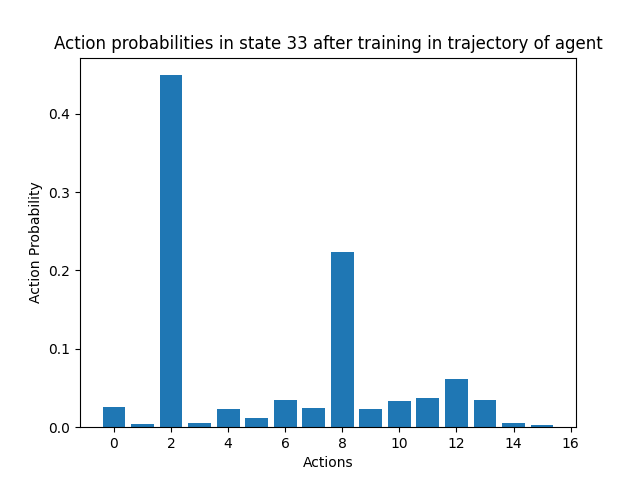 Action probabilities in state 33 after training in trajectory of agent
Action Probability
0.4
0.3
0.2
0.1
0.0
0 2 4 6 8 10 12 14 16
Actions